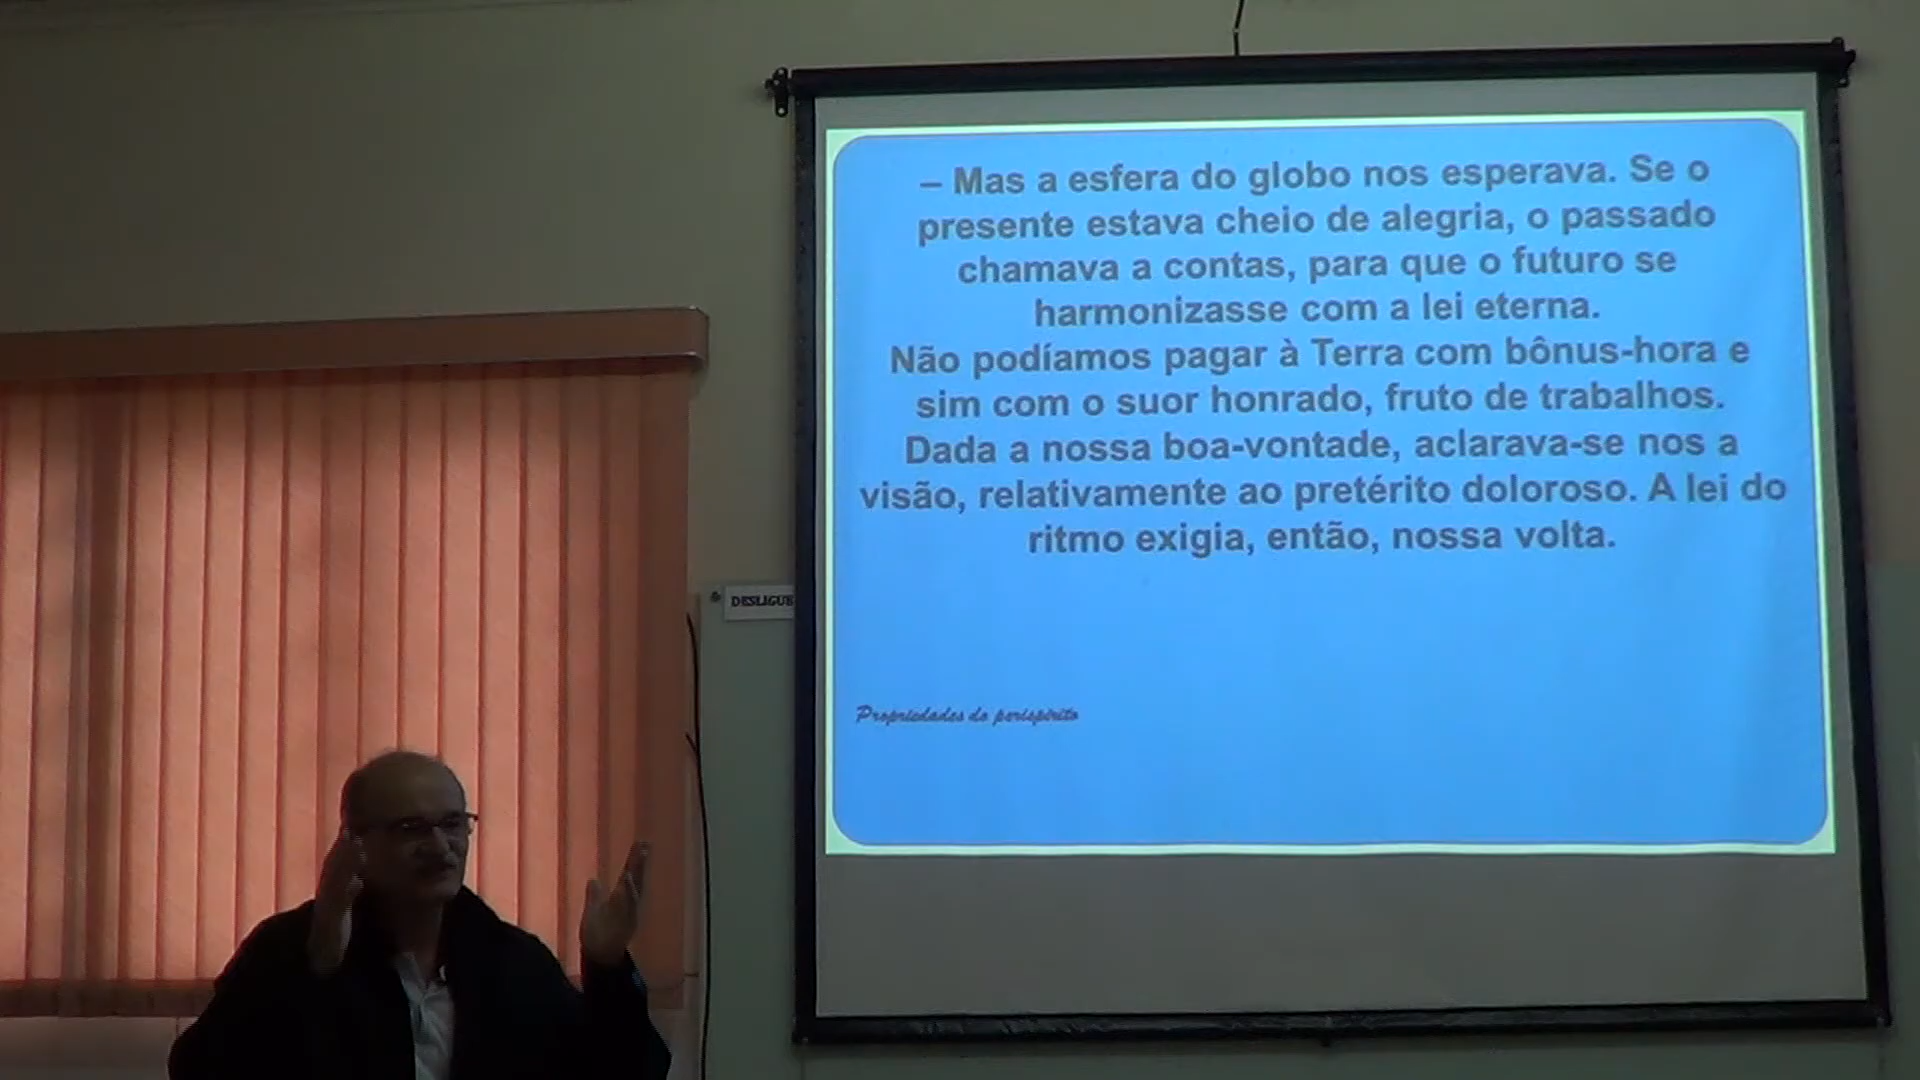 – Mas a esfera do globo nos esperava. Se o
presente estava cheio de alegria, o passado
chamava a contas, para que o futuro se
harmonizasse com a lei eterna.
Não podíamos pagar à Terra com bônus-hora e
sim com o suor honrado, fruto de trabalhos.
Dada a nossa boa-vontade, aclarava-se nos a
visão, relativamente ao pretérito doloroso. A lei do
ritmo exigia, então, nossa volta.
DESLIGUE
Propriedades do perispírito